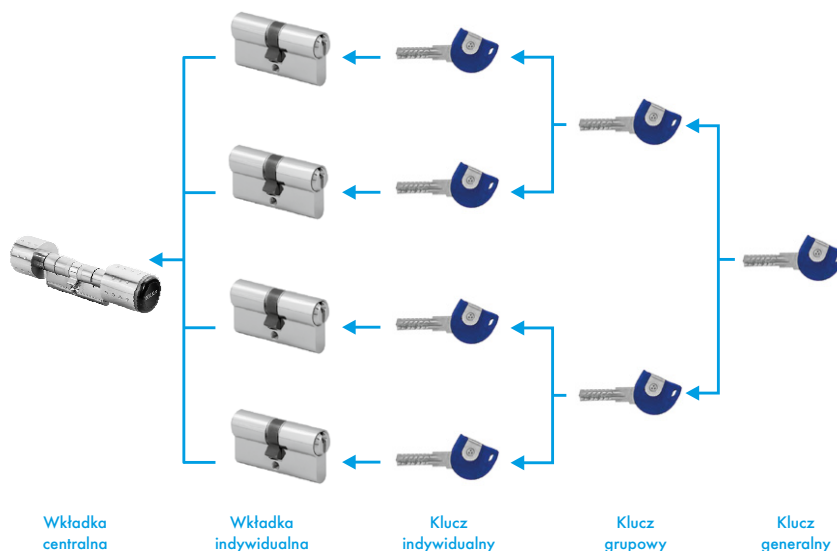 Wkładka
centralna
Wkładka
indywidualna
Klucz
indywidualny
Klucz
grupowy
Klucz
generalny